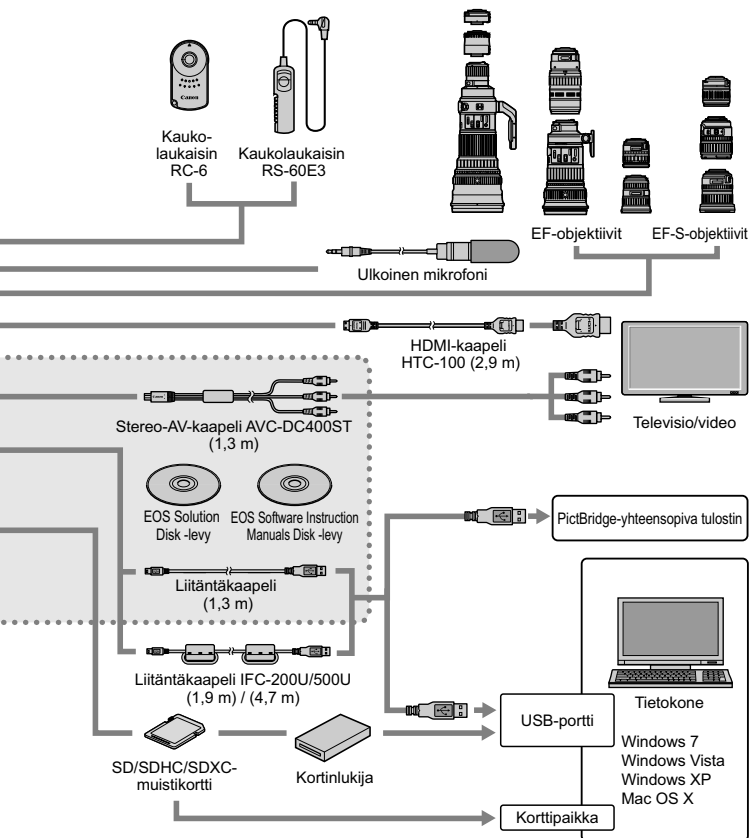 Canon
Kauko-
laukaisin
RC-6
Kaukolaukaisin
RS-60E3
EF-objektiivit
EF-S-objektiivit
Ulkoinen mikrofoni
HDMI-kaapeli
HTC-100 (2,9 m)
Stereo-AV-kaapeli AVC-DC400ST
(1,3 m)
Televisio/video
EOS Solution
Disk -levy
EOS Software Instruction
Manuals Disk -levy
PictBridge-yhteensopiva tulostin
Liitäntäkaapeli
(1,3 m)
Liitäntäkaapeli IFC-200U/500U
(1,9 m) / (4,7 m)
USB-portti
Tietokone
Windows 7
Windows Vista
Windows XP
Mac OS X
SD/SDHC/SDXC-
muistikortti
Kortinlukija
Korttipaikka